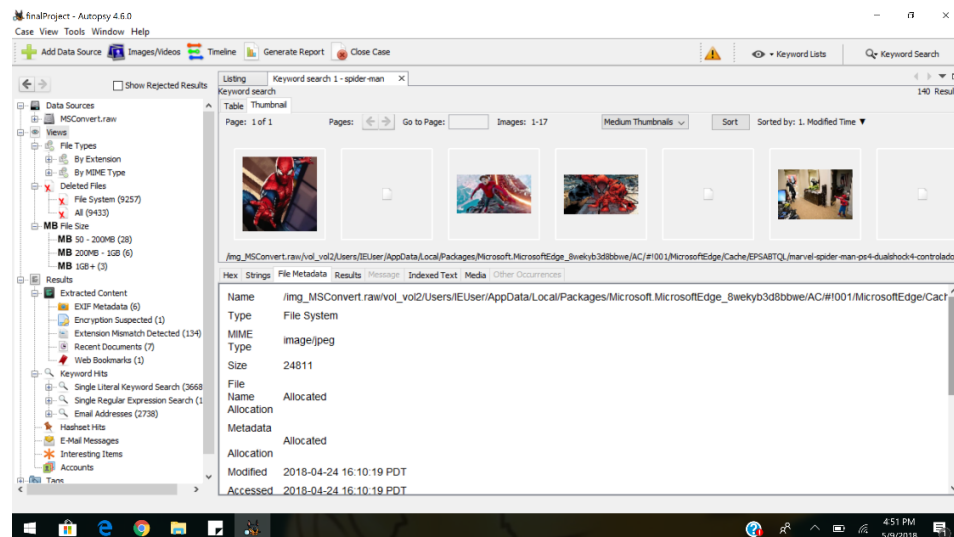 finalProject - Autopsy 4.6.0
Case View Tools Window Help
Add Data Source Images/Videos Timeline Generate Report Close Case Keyword Lists Keyword Search
Show Rejected Results
Listing Keyword search 1 - spider-man
Keyword search 140 Resul
Table Thumbnail
Page: 1 of 1 Pages: Go to Page: Images: 1-17 Medium Thumbnails Sort Sorted by: 1. Modified Time
Data Sources
MSConvert.raw
Views
File Types
By Extension
By MIME Type
Deleted Files
File System (9257)
All (9433)
MB File Size
MB 50 - 200MB (28)
MB 200MB - 1GB (6)
MB 1GB+ (3)
Results
Extracted Content
EXIF Metadata (6)
Encryption Suspected (1)
Extension Mismatch Detected (134)
Recent Documents (7)
Web Bookmarks (1)
Keyword Hits
Single Literal Keyword Search (3668
Single Regular Expression Search (1
Email Addresses (2738)
Hashset Hits
E-Mail Messages
Interesting Items
Accounts
Tags
/img_MSConvert.raw/vol_vol2/Users/IEUser/AppData/Local/Packages/Microsoft.MicrosoftEdge_8wekyb3d8bbwe/AC/#!001/MicrosoftEdge/Cache/EPSABTQL/marvel-spider-man-ps4-dualshock4-controlado
Hex Strings File Metadata Results Message Indexed Text Media Other Occurrences
Name /img_MSConvert.raw/vol_vol2/Users/IEUser/AppData/Local/Packages/Microsoft.MicrosoftEdge_8wekyb3d8bbwe/AC/#!001/MicrosoftEdge/Cach
Type File System
MIME Type image/jpeg
Size 24811
File Name Allocation Allocated
Metadata Allocation Allocated
Modified 2018-04-24 16:10:19 PDT
Accessed 2018-04-24 16:10:19 PDT
4:51 PM
5/9/2018